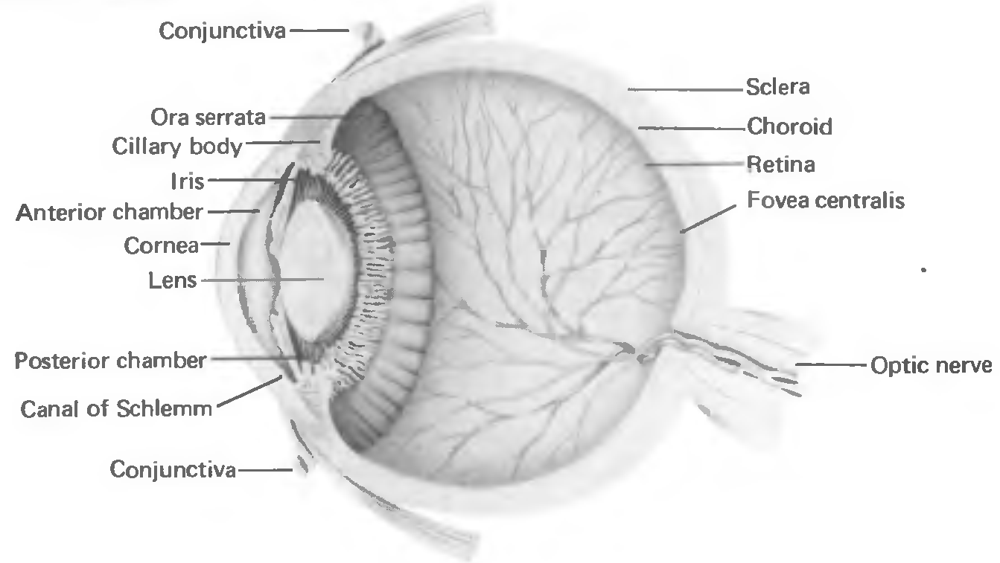 Conjunctiva
Ora serrata
Cillary body
Iris
Anterior chamber
Cornea
Lens
Posterior chamber
Canal of Schlemm
Conjunctiva
Sclera
Choroid
Retina
Fovea centralis
Optic nerve